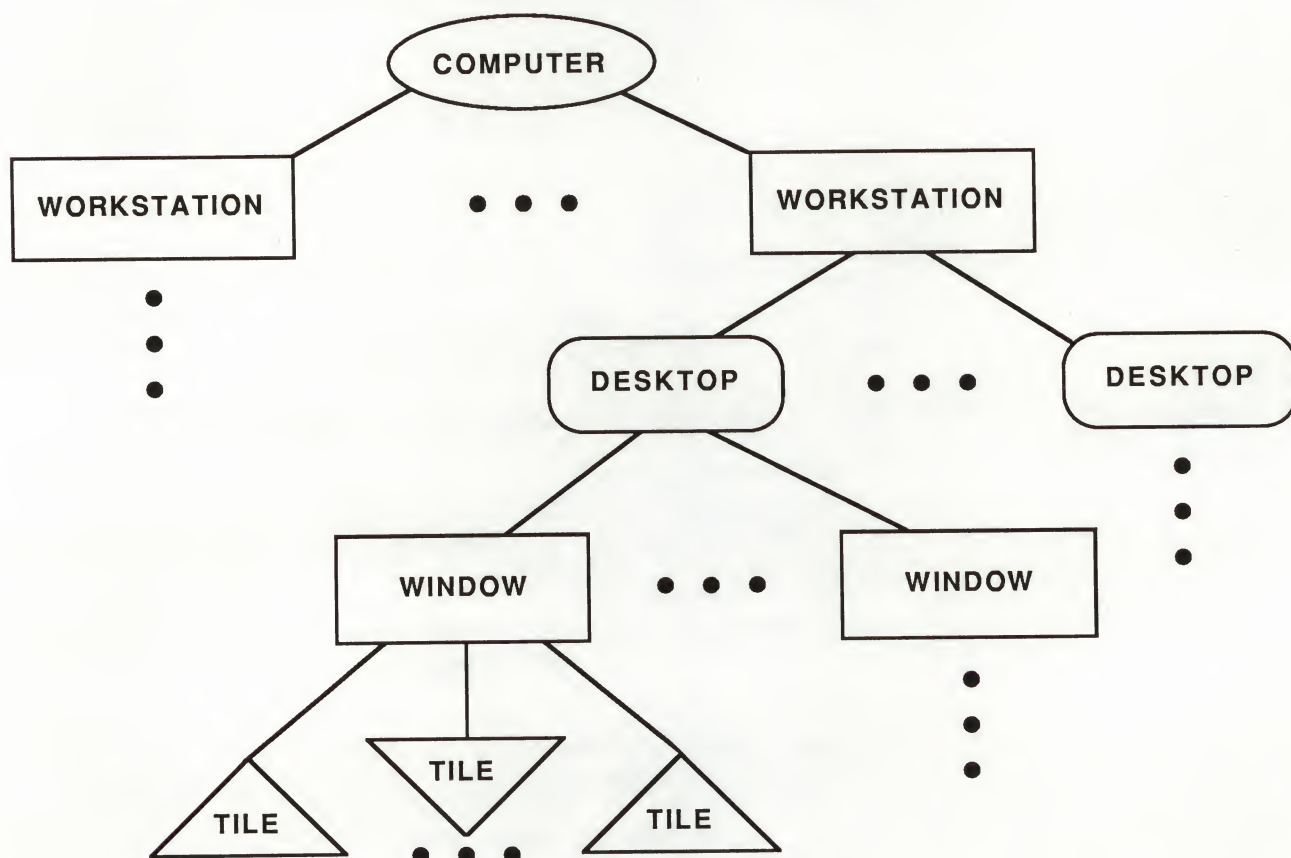 COMPUTER
WORKSTATION
WORKSTATION
DESKTOP
DESKTOP
WINDOW
WINDOW
TILE
TILE
TILE